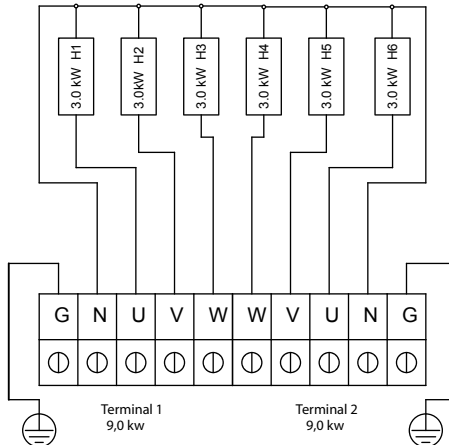 3.0 kW H1
3.0kW H2
3.0 kW H3
3.0 kW H4
3.0 kW H5
3.0 kW H6
G N U V W W V U N G
Terminal 1
9,0 kw
Terminal 2
9,0 kw